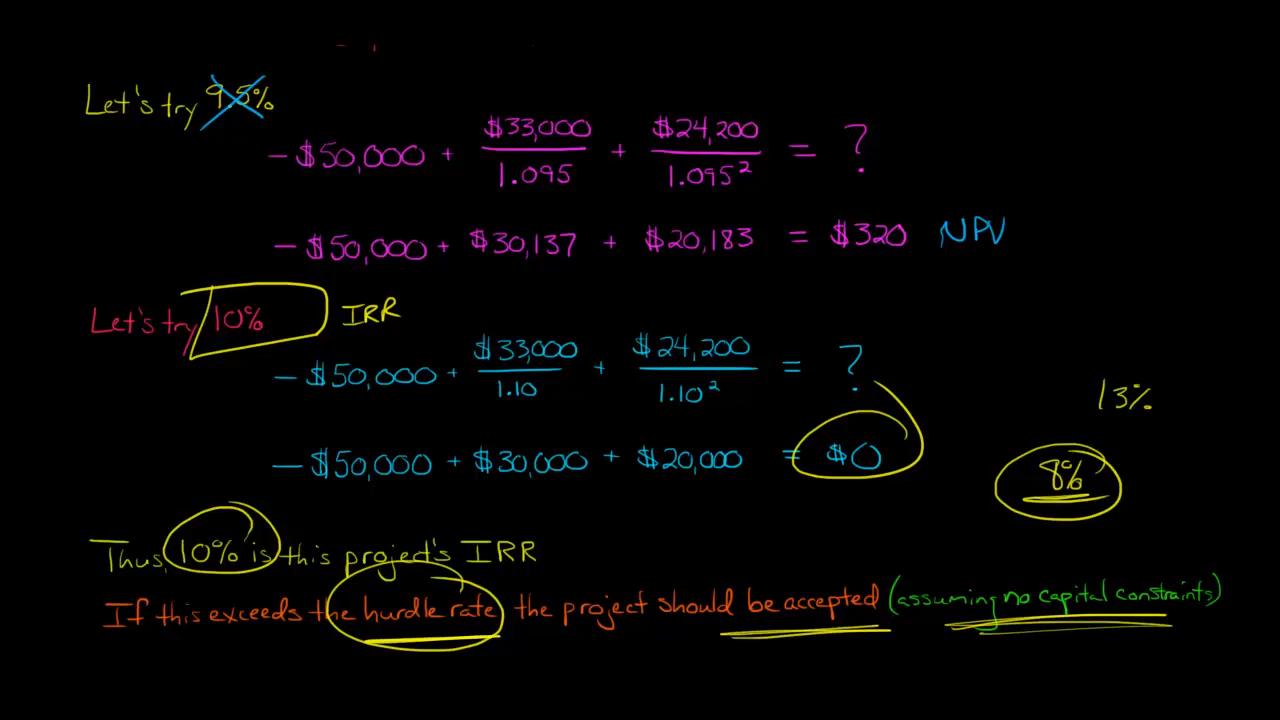 Let's try 9.5%
-$50,000 + $33,000/1.095 + $24,200/1.095² = ?
-$50,000 + $30,137 + $20,183 = $320 NPV
Let's try 10% IRR
-$50,000 + $33,000/1.10 + $24,200/1.10² = ?
13%
-$50,000 + $30,000 + $20,000 = $0
8%
Thus, 10% is this project's IRR
If this exceeds the hurdle rate the project should be accepted (assuming no capital constraints)